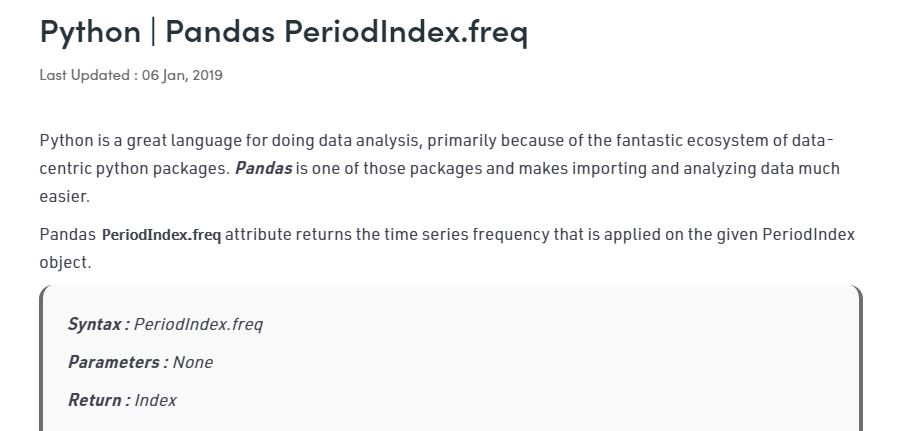 Python | Pandas PeriodIndex.freq
Last Updated : 06 Jan, 2019
Python is a great language for doing data analysis, primarily because of the fantastic ecosystem of data-
centric python packages. Pandas is one of those packages and makes importing and analyzing data much
easier.
Pandas PeriodIndex.freq attribute returns the time series frequency that is applied on the given PeriodIndex
object.
Syntax : PeriodIndex.freq
Parameters : None
Return : Index